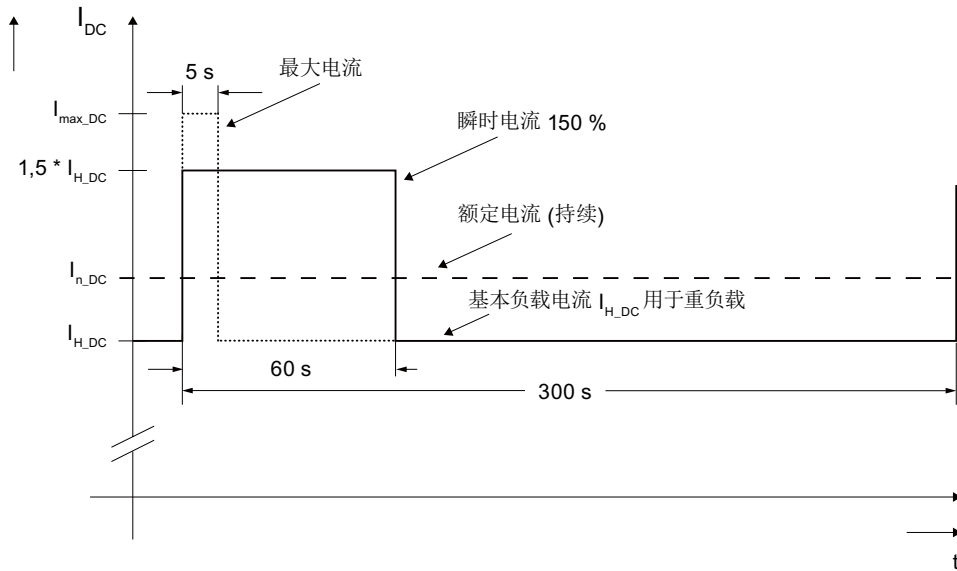 I_DC
5 s
最大电流
I_max_DC
瞬时电流 150 %
1,5 * I_H_DC
额定电流 (持续)
I_n_DC
基本负载电流 I_H_DC 用于重负载
I_H_DC
60 s
300 s
t